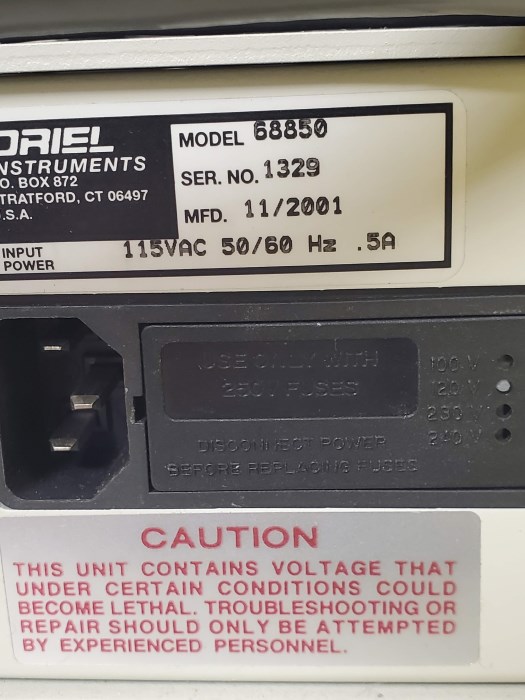 ORIEL
INSTRUMENTS
P.O. BOX 872
STRATFORD, CT 06497
U.S.A.
MODEL 68850
SER. NO. 1329
MFD. 11/2001
INPUT
POWER
115VAC 50/60 Hz .5A
USE ONLY WITH
250V FUSES
DISCONNECT POWER
BEFORE REPLACING FUSES
100 V
120 V
230 V
240 V
CAUTION
THIS UNIT CONTAINS VOLTAGE THAT
UNDER CERTAIN CONDITIONS COULD
BECOME LETHAL. TROUBLESHOOTING OR
REPAIR SHOULD ONLY BE ATTEMPTED
BY EXPERIENCED PERSONNEL.